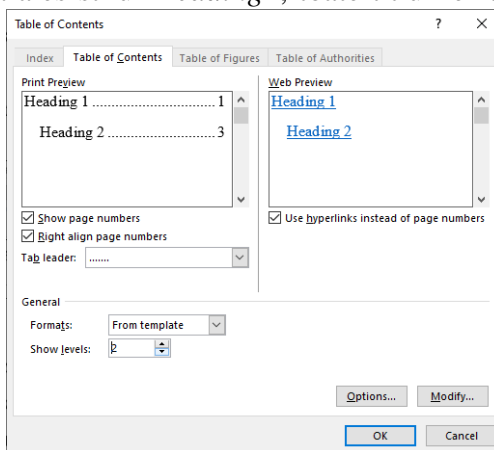 Table of Contents ? ×
Index Table of Contents Table of Figures Table of Authorities
Print Preview Web Preview
Heading 1.............................1 Heading 1
Heading 2..........................3 Heading 2
Show page numbers Use hyperlinks instead of page numbers
Right align page numbers
Tab leader: .......
General
Formats: From template
Show levels: 2
Options... Modify...
OK Cancel